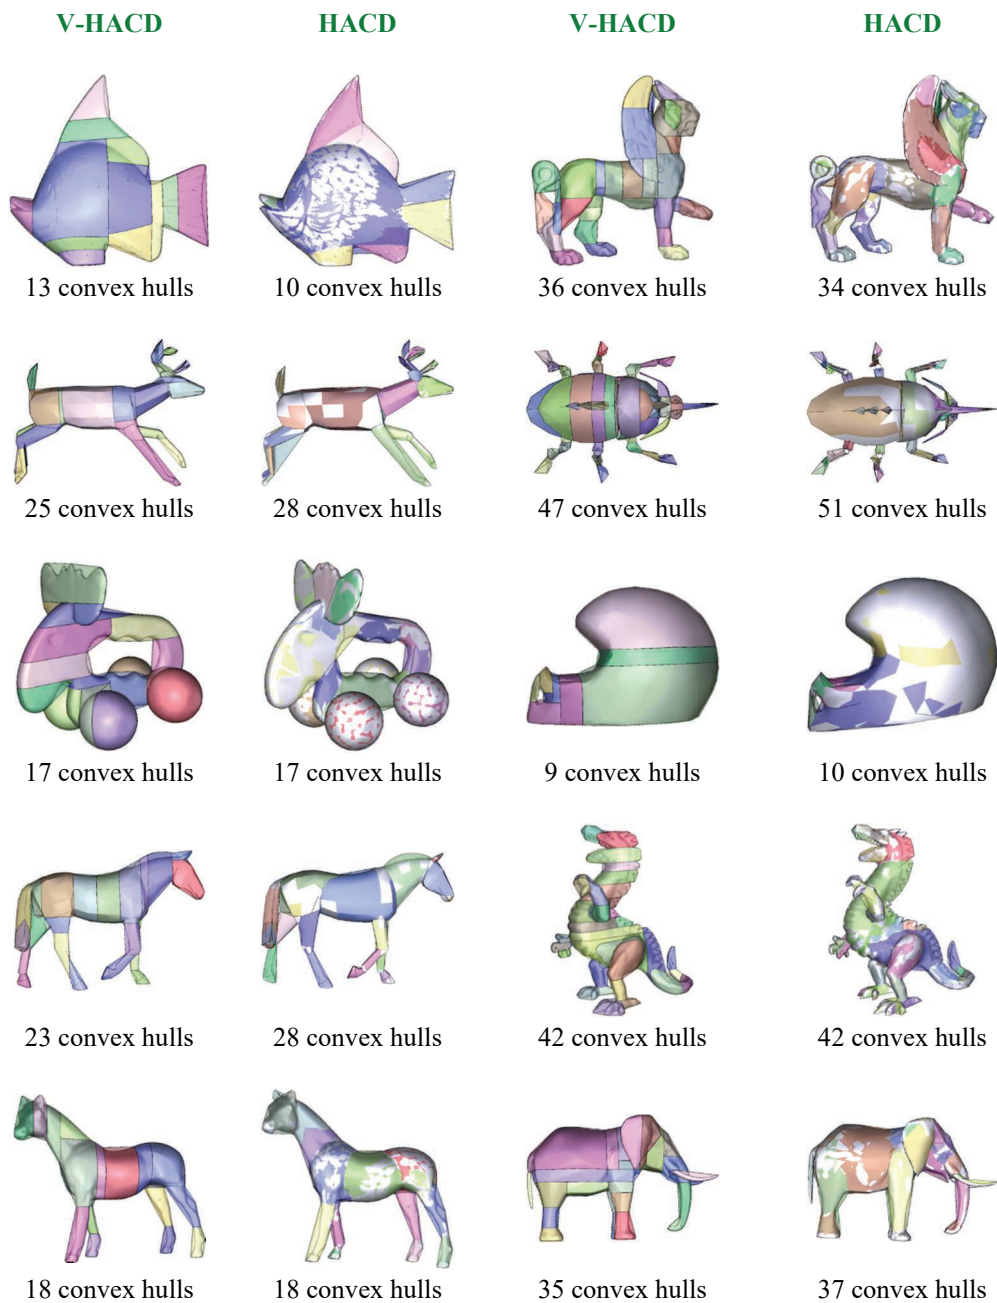 V-HACD HACD V-HACD HACD
13 convex hulls 10 convex hulls 36 convex hulls 34 convex hulls
25 convex hulls 28 convex hulls 47 convex hulls 51 convex hulls
17 convex hulls 17 convex hulls 9 convex hulls 10 convex hulls
23 convex hulls 28 convex hulls 42 convex hulls 42 convex hulls
18 convex hulls 18 convex hulls 35 convex hulls 37 convex hulls